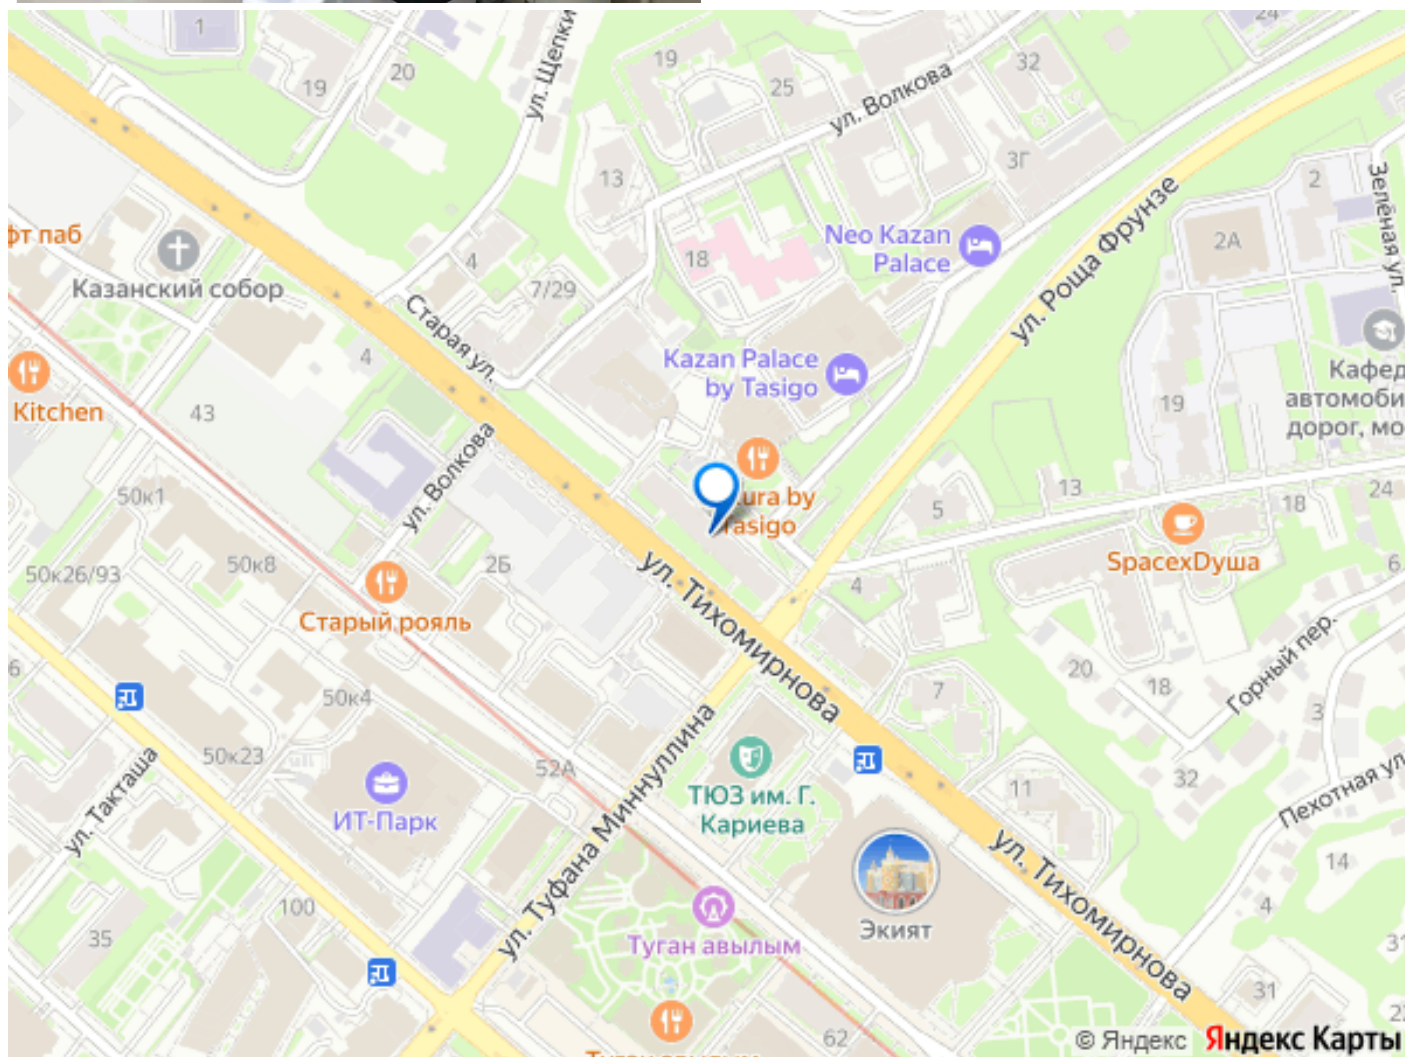 1
19
20
ул. Щепки
19
25
ул. Волкова
32
24
3Г
2
Зелёная ул.
2А
фт паб
Казанский собор
13
4
7/29
Старая ул.
18
Neo Kazan
Palace
ул. Роща Фрунзе
Kitchen
4
43
Kazan Palace
by Tasigo
19
Кафед
автомоби
дорог, мо
ул. Волкова
50к1
50к26/93
50к8
2Б
Старый рояль
ura by
Tasigo
5
13
18
24
SpacexDуша
6
4
ул. Тихомирнова
7
20
18
Горный пер.
3
32
Пехотная ул
6
50к4
50к23
52А
ул. Такташа
ИТ-Парк
ул. Туфана Миннуллина
ТЮЗ им. Г.
Кариева
11
ул. Тихомирнова
14
4
Экият
Туган авылым
100
35
31
31
62
© Яндекс Яндекс Карты